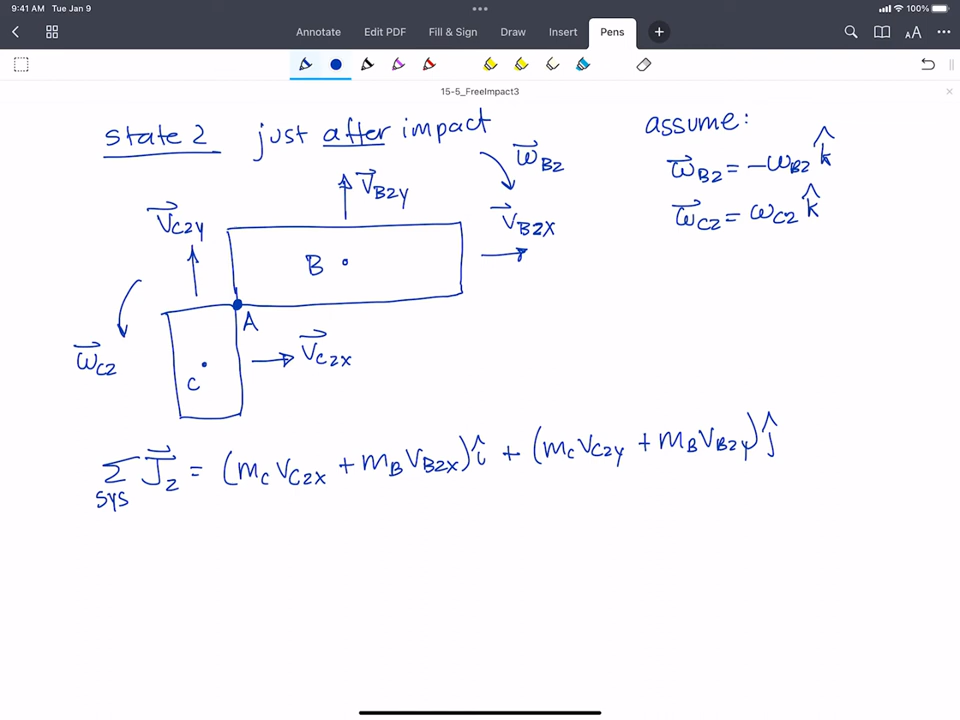 9:41 AM Tue Jan 9
100%
Annotate Edit PDF Fill & Sign Draw Insert Pens
AA
15-5_FreeImpact3
state 2 just after impact
assume:
ω⃗B2 = -ωB2 k̂
ω⃗C2 = ωC2 k̂
ω⃗B2
V⃗B2y
V⃗C2y
V⃗B2x
B
A
ω⃗C2
V⃗C2x
C
∑ J⃗2 = (mC VC2x + mB VB2x) î + (mC VC2y + mB VB2y) ĵ
sys